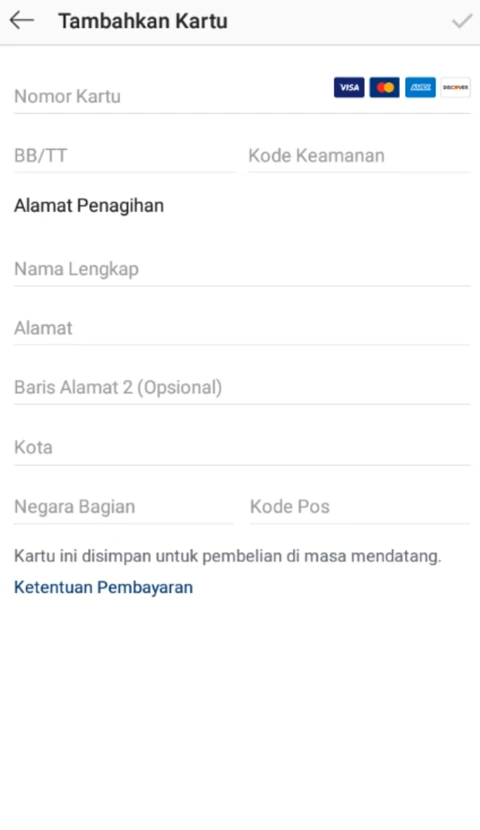 Tambahkan Kartu
Nomor Kartu VISA AMEX DISCOVER
BB/TT Kode Keamanan
Alamat Penagihan
Nama Lengkap
Alamat
Baris Alamat 2 (Opsional)
Kota
Negara Bagian Kode Pos
Kartu ini disimpan untuk pembelian di masa mendatang.
Ketentuan Pembayaran